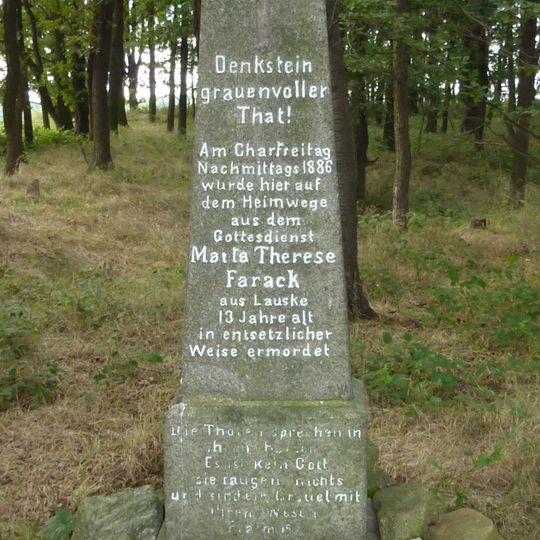 Denkstein
grauenvoller
That!
Am Charfreitag
Nachmittags 1886
wurde hier auf
dem Heimwege
aus dem
Gottesdienst
Maria Therese
Farack
aus Lauske
13 Jahre alt
in entsetzlicher
Weise ermordet
Die Thoren sprechen in
Es ist kein Gott
sie taugen nichts
und sind ein Greuel mit
ihrem Wesen